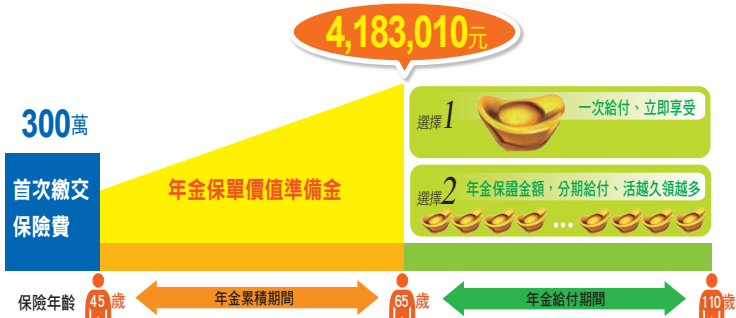 4,183,010元
300萬
首次繳交
保險費
年金保單價值準備金
選擇1
一次給付、立即享受
選擇2
年金保證金額，分期給付、活越久領越多
...
保險年齡
45歲
年金累積期間
65歲
年金給付期間
110歲